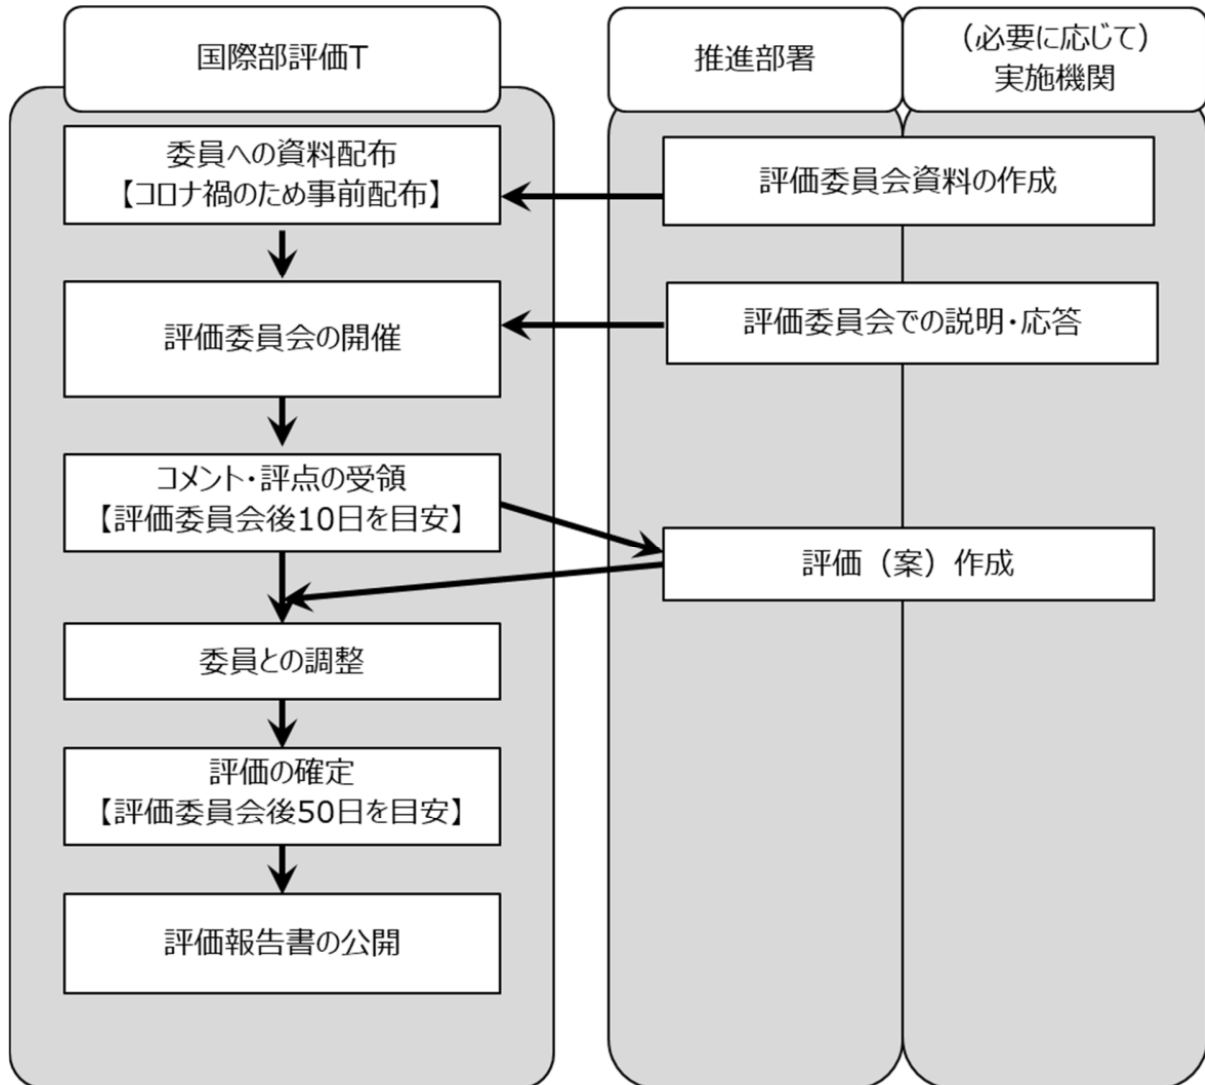 国際部評価T
推進部署
(必要に応じて)
実施機関
委員への資料配布
【コロナ禍のため事前配布】
評価委員会資料の作成
評価委員会の開催
評価委員会での説明・応答
コメント・評点の受領
【評価委員会後10日を目安】
評価（案）作成
委員との調整
評価の確定
【評価委員会後50日を目安】
評価報告書の公開